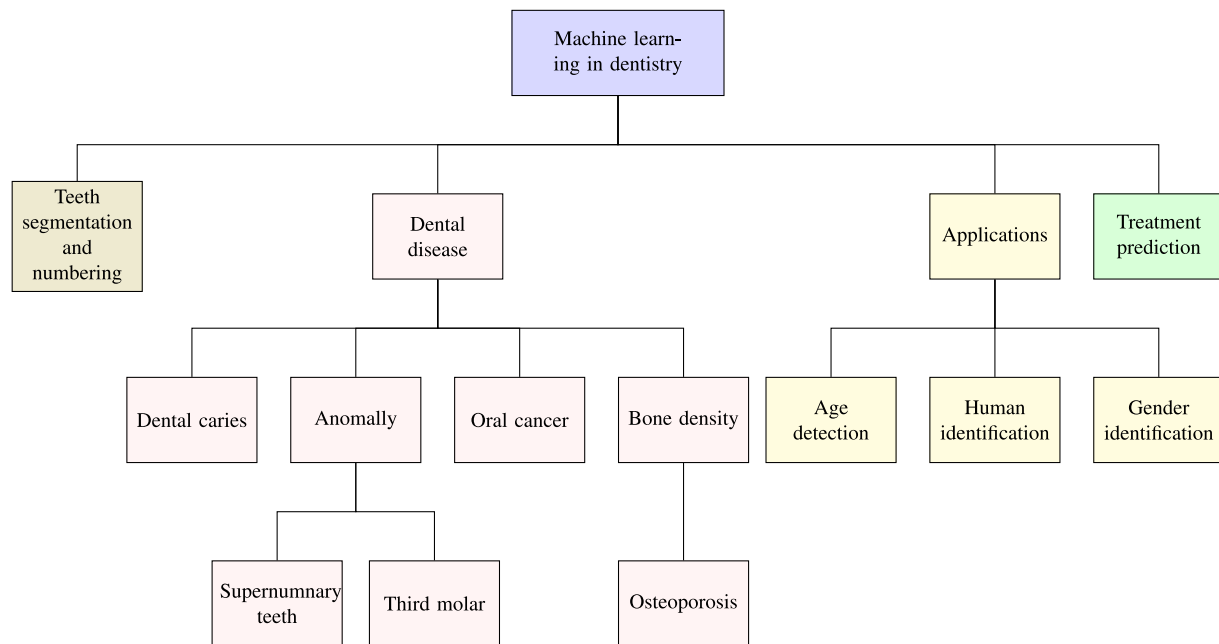 Machine learn-
ing in dentistry
Teeth
segmentation
and
numbering
Dental
disease
Applications
Treatment
prediction
Dental caries
Anomally
Oral cancer
Bone density
Age
detection
Human
identification
Gender
identification
Supernumnary
teeth
Third molar
Osteoporosis